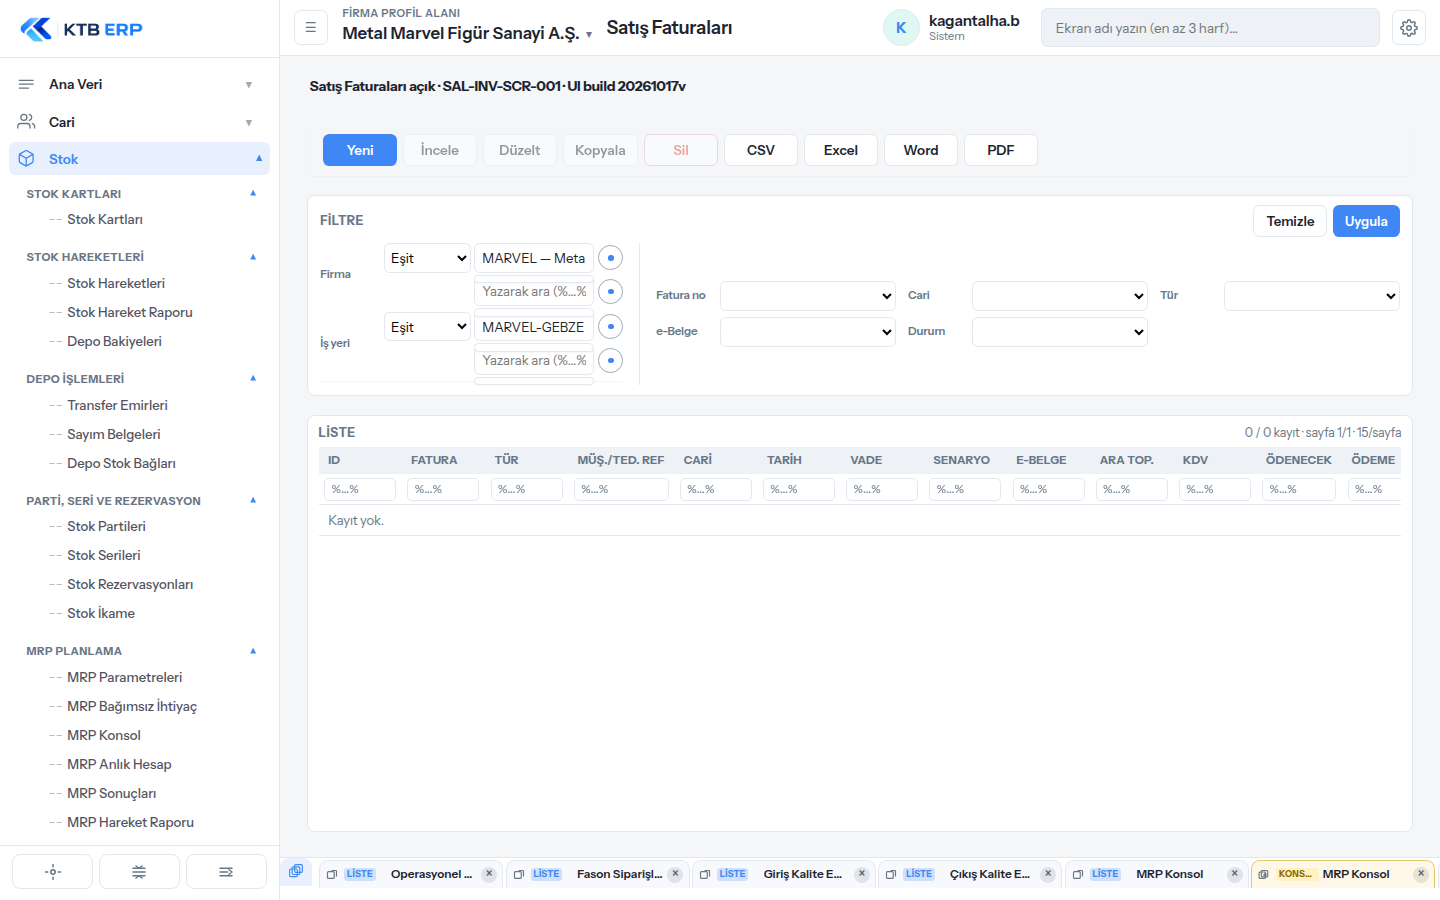 KTB ERP
Ana Veri
Cari
Stok
STOK KARTLARI
Stok Kartları
STOK HAREKETLERİ
Stok Hareketleri
Stok Hareket Raporu
Depo Bakiyeleri
DEPO İŞLEMLERİ
Transfer Emirleri
Sayım Belgeleri
Depo Stok Bağları
PARTİ, SERİ VE REZERVASYON
Stok Partileri
Stok Serileri
Stok Rezervasyonları
Stok İkame
MRP PLANLAMA
MRP Parametreleri
MRP Bağımsız İhtiyaç
MRP Konsol
MRP Anlık Hesap
MRP Sonuçları
MRP Hareket Raporu
FİRMA PROFİL ALANI
Metal Marvel Figür Sanayi A.Ş. ▾ Satış Faturaları
K kagantalha.b
Sistem
Ekran adı yazın (en az 3 harf)...
Satış Faturaları açık · SAL-INV-SCR-001 · UI build 20261017v
Yeni İncele Düzelt Kopyala Sil CSV Excel Word PDF
FİLTRE
Temizle Uygula
Firma Eşit MARVEL — Meta
Yazarak ara (%...%
İş yeri Eşit MARVEL-GEBZE
Yazarak ara (%...%
Fatura no Cari Tür
e-Belge Durum
LİSTE
0 / 0 kayıt · sayfa 1/1 · 15/sayfa
ID FATURA TÜR MÜŞ./TED. REF CARİ TARİH VADE SENARYO E-BELGE ARA TOP. KDV ÖDENECEK ÖDEME
%...% %...% %...% %...% %...% %...% %...% %...% %...% %...% %...% %...% %...%
Kayıt yok.
LİSTE Operasyonel ... × LİSTE Fason Siparişl... × LİSTE Giriş Kalite E... × LİSTE Çıkış Kalite E... × LİSTE MRP Konsol × KONS... MRP Konsol ×